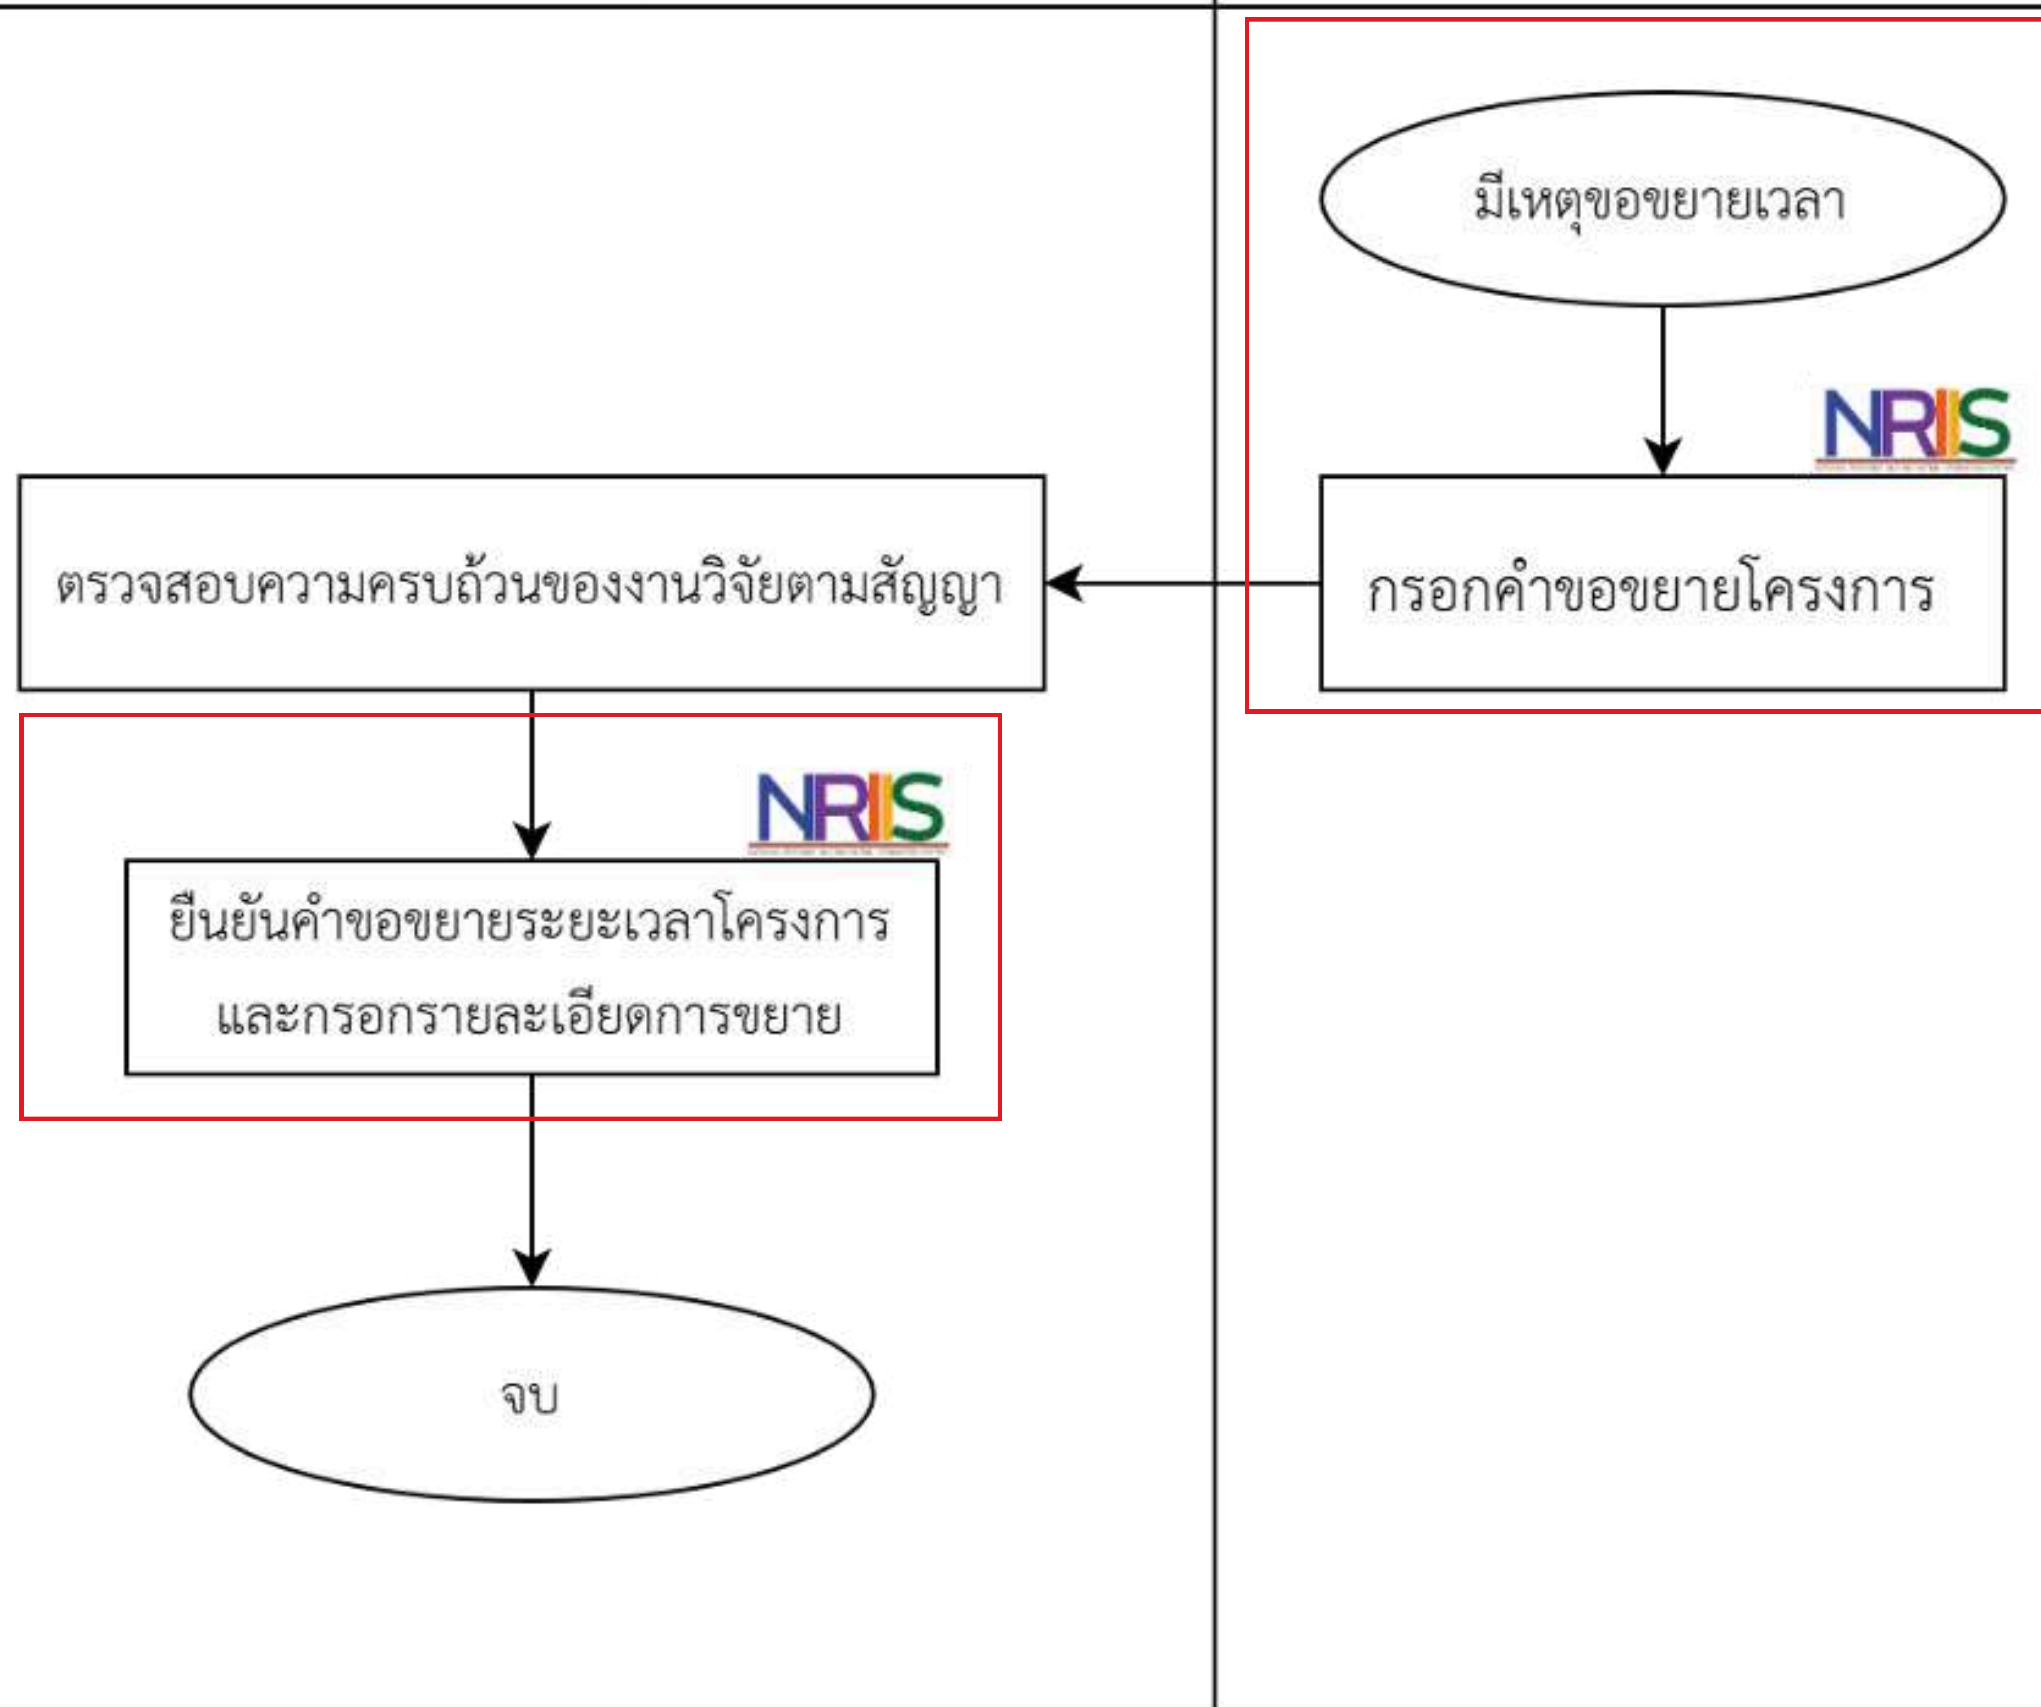 มีเหตุขอขยายเวลา
NRIIS
กรอกคำขอขยายโครงการ
ตรวจสอบความครบถ้วนของงานวิจัยตามสัญญา
NRIIS
ยืนยันคำขอขยายระยะเวลาโครงการ
และกรอกรายละเอียดการขยาย
จบ